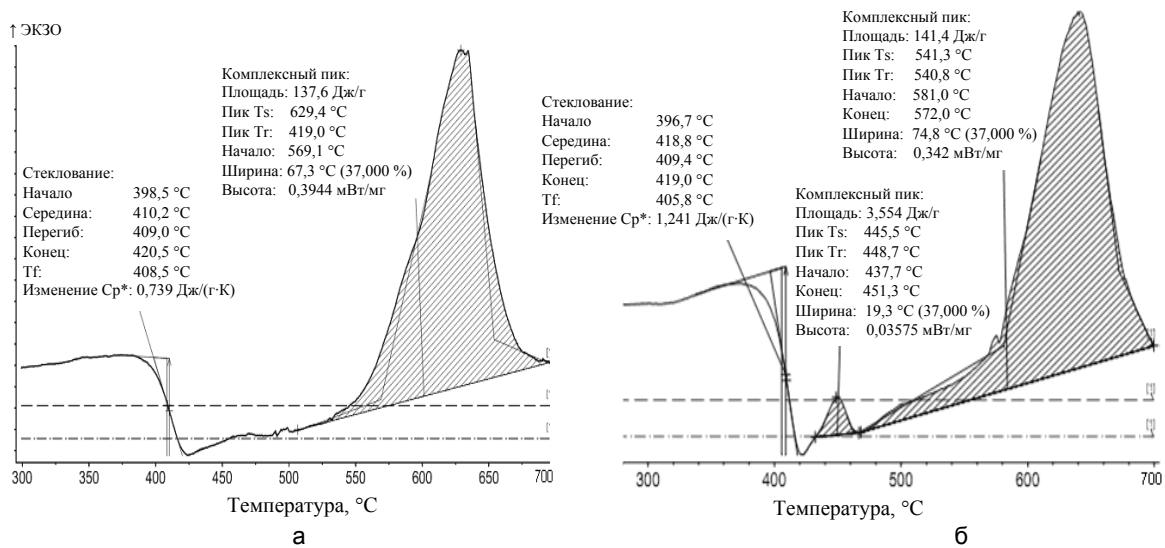 ↑ ЭКЗО
Стеклование:
Начало 398,5 °C
Середина: 410,2 °C
Перегиб: 409,0 °C
Конец: 420,5 °C
Tf: 408,5 °C
Изменение Cp*: 0,739 Дж/(г·К)
Комплексный пик:
Площадь: 137,6 Дж/г
Пик Ts: 629,4 °C
Пик Tr: 419,0 °C
Начало: 569,1 °C
Ширина: 67,3 °C (37,000 %)
Высота: 0,3944 мВт/мг
300 350 400 450 500 550 600 650 700
Температура, °C
а
Стеклование:
Начало 396,7 °C
Середина: 418,8 °C
Перегиб: 409,4 °C
Конец: 419,0 °C
Tf: 405,8 °C
Изменение Cp*: 1,241 Дж/(г·К)
Комплексный пик:
Площадь: 141,4 Дж/г
Пик Ts: 541,3 °C
Пик Tr: 540,8 °C
Начало: 581,0 °C
Конец: 572,0 °C
Ширина: 74,8 °C (37,000 %)
Высота: 0,342 мВт/мг
Комплексный пик:
Площадь: 3,554 Дж/г
Пик Ts: 445,5 °C
Пик Tr: 448,7 °C
Начало: 437,7 °C
Конец: 451,3 °C
Ширина: 19,3 °C (37,000 %)
Высота: 0,03575 мВт/мг
[1]
[1]
300 400 500 600 700
Температура, °C
б